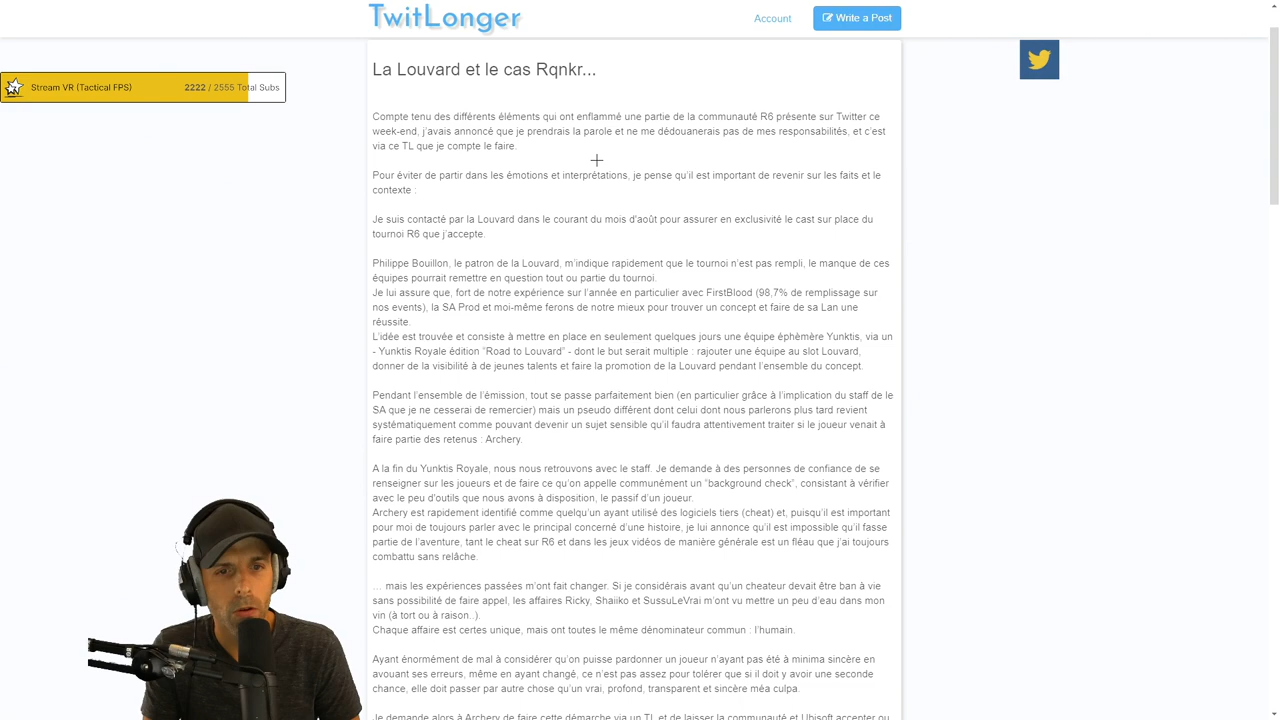 TwitLonger
Account
Write a Post
Stream VR (Tactical FPS)
2222 / 2555 Total Subs
La Louvard et le cas Rqnkr...
Compte tenu des différents éléments qui ont enflammé une partie de la communauté R6 présente sur Twitter ce
week-end, j'avais annoncé que je prendrais la parole et ne me dédouanerais pas de mes responsabilités, et c'est
via ce TL que je compte le faire.
Pour éviter de partir dans les émotions et interprétations, je pense qu'il est important de revenir sur les faits et le
contexte :
Je suis contacté par la Louvard dans le courant du mois d'août pour assurer en exclusivité le cast sur place du
tournoi R6 que j'accepte.
Philippe Bouillon, le patron de la Louvard, m'indique rapidement que le tournoi n'est pas rempli, le manque de ces
équipes pourrait remettre en question tout ou partie du tournoi.
Je lui assure que, fort de notre expérience sur l'année en particulier avec FirstBlood (98,7% de remplissage sur
nos events), la SA Prod et moi-même ferons de notre mieux pour trouver un concept et faire de sa Lan une
réussite.
L'idée est trouvée et consiste à mettre en place en seulement quelques jours une équipe éphémère Yunktis, via un
- Yunktis Royale édition "Road to Louvard" - dont le but serait multiple : rajouter une équipe au slot Louvard,
donner de la visibilité à de jeunes talents et faire la promotion de la Louvard pendant l'ensemble du concept.
Pendant l'ensemble de l'émission, tout se passe parfaitement bien (en particulier grâce à l'implication du staff de le
SA que je ne cesserai de remercier) mais un pseudo différent dont celui dont nous parlerons plus tard revient
systématiquement comme pouvant devenir un sujet sensible qu'il faudra attentivement traiter si le joueur venait à
faire partie des retenus : Archery.
A la fin du Yunktis Royale, nous nous retrouvons avec le staff. Je demande à des personnes de confiance de se
renseigner sur les joueurs et de faire ce qu'on appelle communément un "background check", consistant à vérifier
avec le peu d'outils que nous avons à disposition, le passif d'un joueur.
Archery est rapidement identifié comme quelqu'un ayant utilisé des logiciels tiers (cheat) et, puisqu'il est important
pour moi de toujours parler avec le principal concerné d'une histoire, je lui annonce qu'il est impossible qu'il fasse
partie de l'aventure, tant le cheat sur R6 et dans les jeux vidéos de manière générale est un fléau que j'ai toujours
combattu sans relâche.
… mais les expériences passées m'ont fait changer. Si je considérais avant qu'un cheateur devait être ban à vie
sans possibilité de faire appel, les affaires Ricky, Shaiiko et SussuLeVrai m'ont vu mettre un peu d'eau dans mon
vin (à tort ou à raison..).
Chaque affaire est certes unique, mais ont toutes le même dénominateur commun : l'humain.
Ayant énormément de mal à considérer qu'on puisse pardonner un joueur n'ayant pas été à minima sincère en
avouant ses erreurs, même en ayant changé, ce n'est pas assez pour tolérer que si il doit y avoir une seconde
chance, elle doit passer par autre chose qu'un vrai, profond, transparent et sincère méa culpa.
Je demande alors à Archery de faire cette démarche via un TL et de laisser la communauté et Ubisoft accepter ou